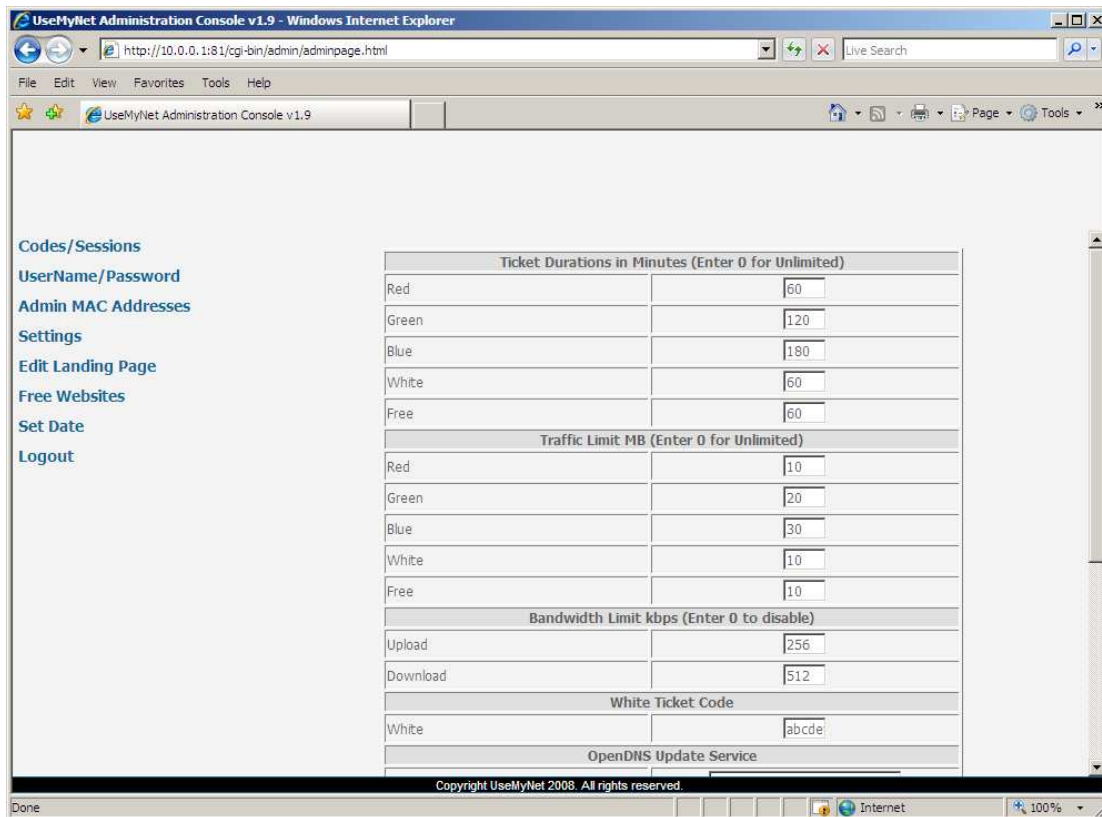 UseMyNet Administration Console v1.9 - Windows Internet Explorer
http://10.0.0.1:81/cgi-bin/admin/adminpage.html
Live Search
File Edit View Favorites Tools Help
UseMyNet Administration Console v1.9
Page Tools
Codes/Sessions
UserName/Password
Admin MAC Addresses
Settings
Edit Landing Page
Free Websites
Set Date
Logout
Ticket Durations in Minutes (Enter 0 for Unlimited)
Red 60
Green 120
Blue 180
White 60
Free 60
Traffic Limit MB (Enter 0 for Unlimited)
Red 10
Green 20
Blue 30
White 10
Free 10
Bandwidth Limit kbps (Enter 0 to disable)
Upload 256
Download 512
White Ticket Code
White abcde
OpenDNS Update Service
Copyright UseMyNet 2008. All rights reserved.
Done Internet 100%